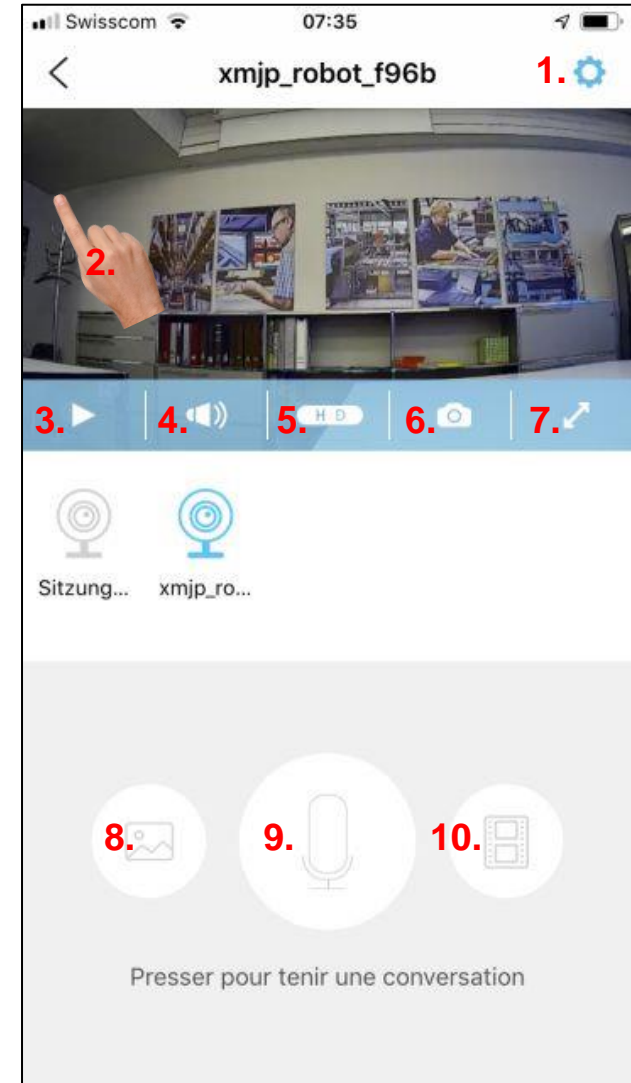 Swisscom 07:35
xmjp_robot_f96b 1.
2.
3. 4. 5. H D 6. 7.
Sitzung... xmjp_ro...
8. 9. 10.
Presser pour tenir une conversation